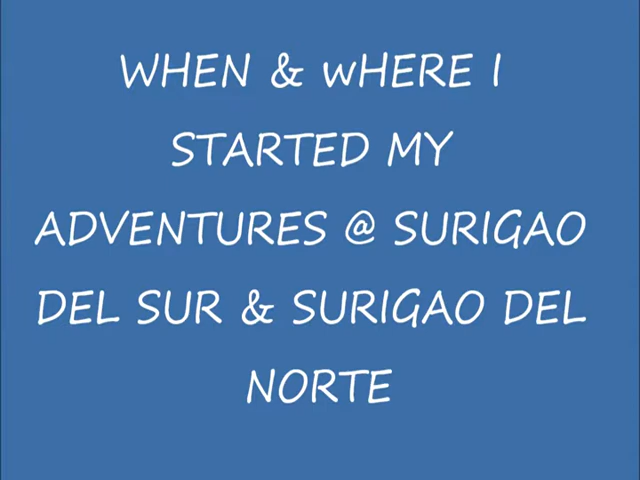 WHEN & wHERE I
STARTED MY
ADVENTURES @ SURIGAO
DEL SUR & SURIGAO DEL
NORTE